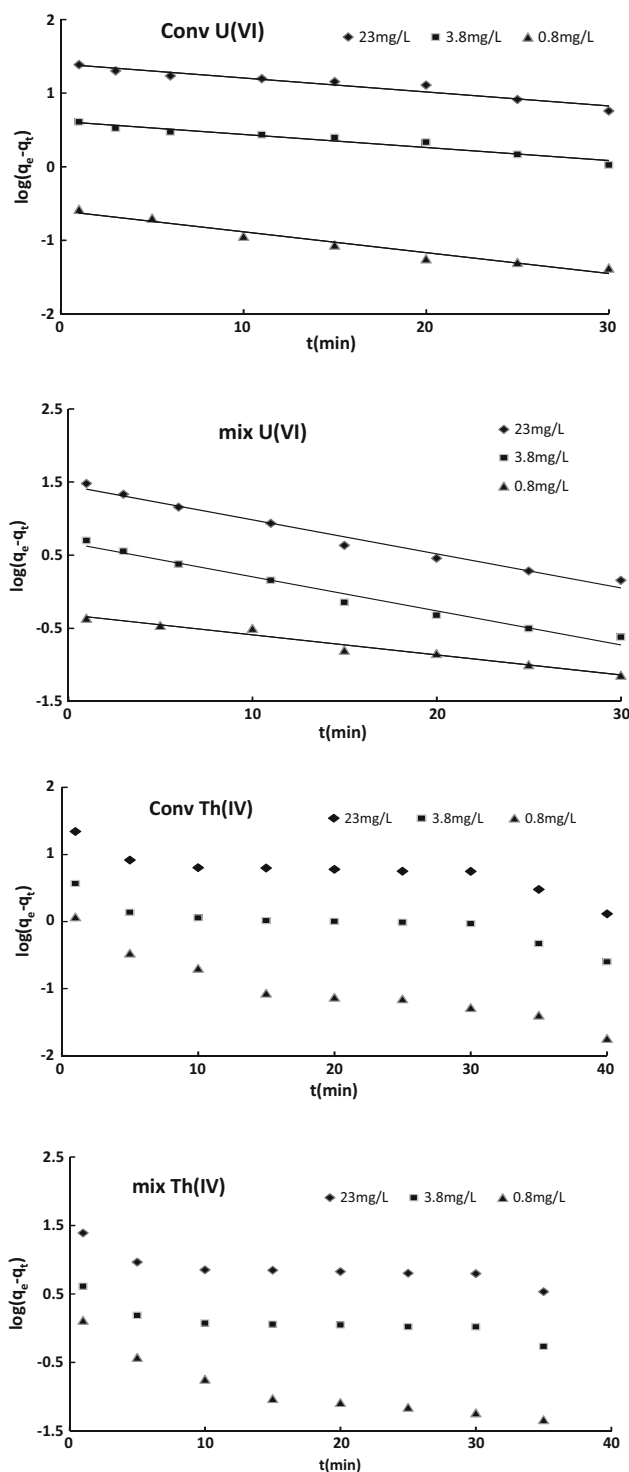 Conv U(VI)
23mg/L 3.8mg/L 0.8mg/L
2
1
0
-1
-2
log(qe-qt)
0 10 20 30
t(min)
mix U(VI)
23mg/L
3.8mg/L
0.8mg/L
2.5
1.5
0.5
-0.5
-1.5
log(qe-qt)
0 10 20 30
t(min)
Conv Th(IV)
23mg/L 3.8mg/L 0.8mg/L
2
1
0
-1
-2
log(qe-qt)
0 10 20 30 40
t(min)
mix Th(IV)
23mg/L 3.8mg/L 0.8mg/L
2.5
1.5
0.5
-0.5
-1.5
log(qe-qt)
0 10 20 30 40
t(min)